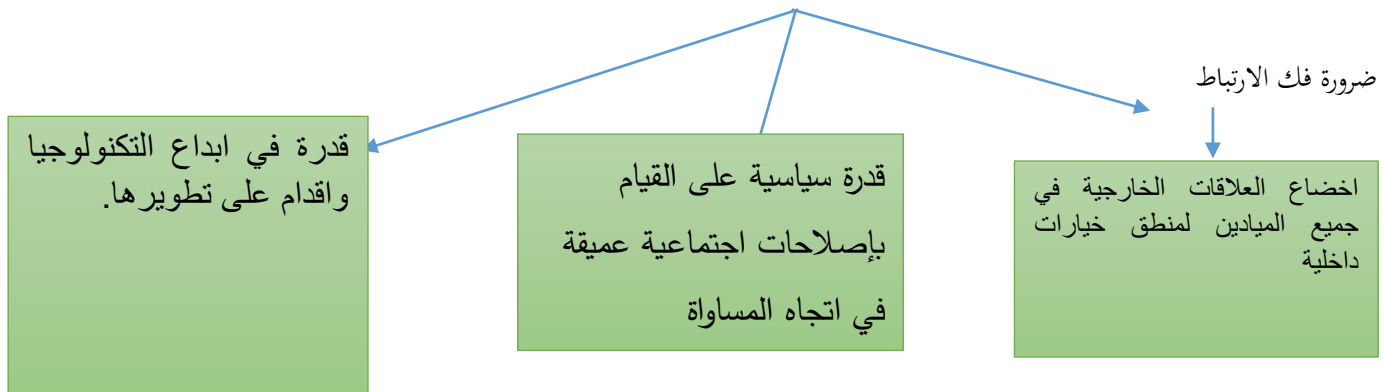 ضرورة فك الارتباط
اخضاع العلاقات الخارجية في
جميع الميادين لمنطق خيارات
داخلية
قدرة سياسية على القيام
بإصلاحات اجتماعية عميقة
في اتجاه المساواة
قدرة في ابداع التكنولوجيا
واقدام على تطويرها.